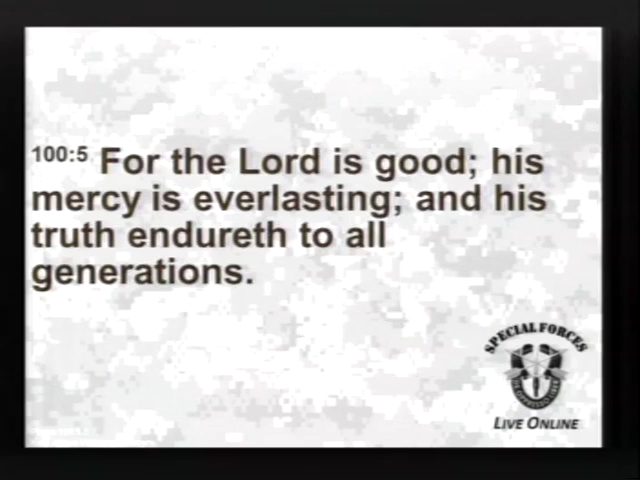 100:5 For the Lord is good; his
mercy is everlasting; and his
truth endureth to all
generations.
SPECIAL FORCES
LIVE ONLINE